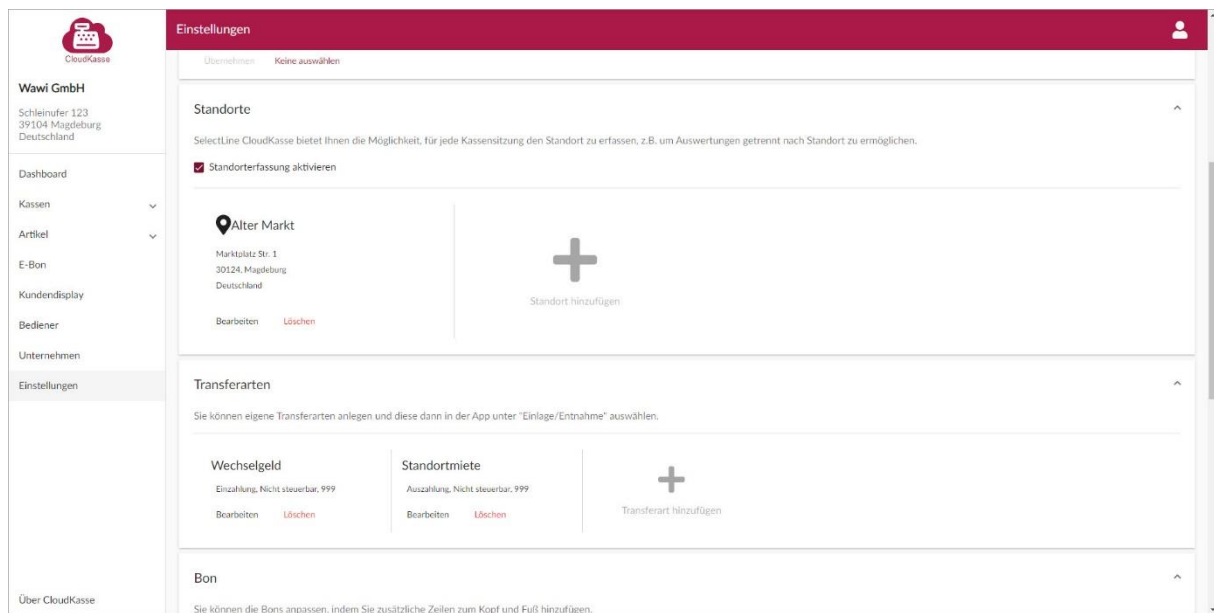 CloudKasse
Wawi GmbH
Schleinufer 123
39104 Magdeburg
Deutschland
Dashboard
Kassen
Artikel
E-Bon
Kundendisplay
Bediener
Unternehmen
Einstellungen
Über CloudKasse
Einstellungen
Übernehmen Keine auswählen
Standorte
SelectLine CloudKasse bietet Ihnen die Möglichkeit, für jede Kassensitzung den Standort zu erfassen, z.B. um Auswertungen getrennt nach Standort zu ermöglichen.
Standorterfassung aktivieren
Alter Markt
Marktplatz Str. 1
30124, Magdeburg
Deutschland
Bearbeiten Löschen
Standort hinzufügen
Transferarten
Sie können eigene Transferarten anlegen und diese dann in der App unter "Einlage/Entnahme" auswählen.
Wechselgeld
Einzahlung, Nicht steuerbar, 999
Bearbeiten Löschen
Standortmiete
Auszahlung, Nicht steuerbar, 999
Bearbeiten Löschen
Transferart hinzufügen
Bon
Sie können die Bons anpassen, indem Sie zusätzliche Zeilen zum Kopf und Fuß hinzufügen.